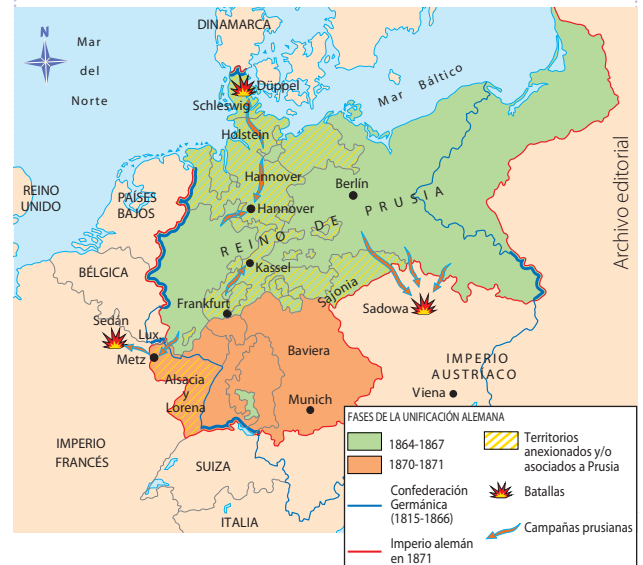 DINAMARCA
Mar
del
Norte
N
Düppel
Schleswig
Mar Báltico
Holstein
Hannover
Berlín
REINO
UNIDO
PAÍSES
BAJOS
Hannover
REINO DE PRUSIA
Kassel
BÉLGICA
Sajonia
Frankfurt
Sadowa
Sedán
Lux.
Metz
Baviera
IMPERIO
AUSTRIACO
Alsacia
y
Lorena
Munich
Viena
IMPERIO
FRANCÉS
SUIZA
ITALIA
FASES DE LA UNIFICACIÓN ALEMANA
1864-1867
1870-1871
Confederación
Germánica
(1815-1866)
Imperio alemán
en 1871
Territorios
anexionados y/o
asociados a Prusia
Batallas
Campañas prusianas
Archivo editorial